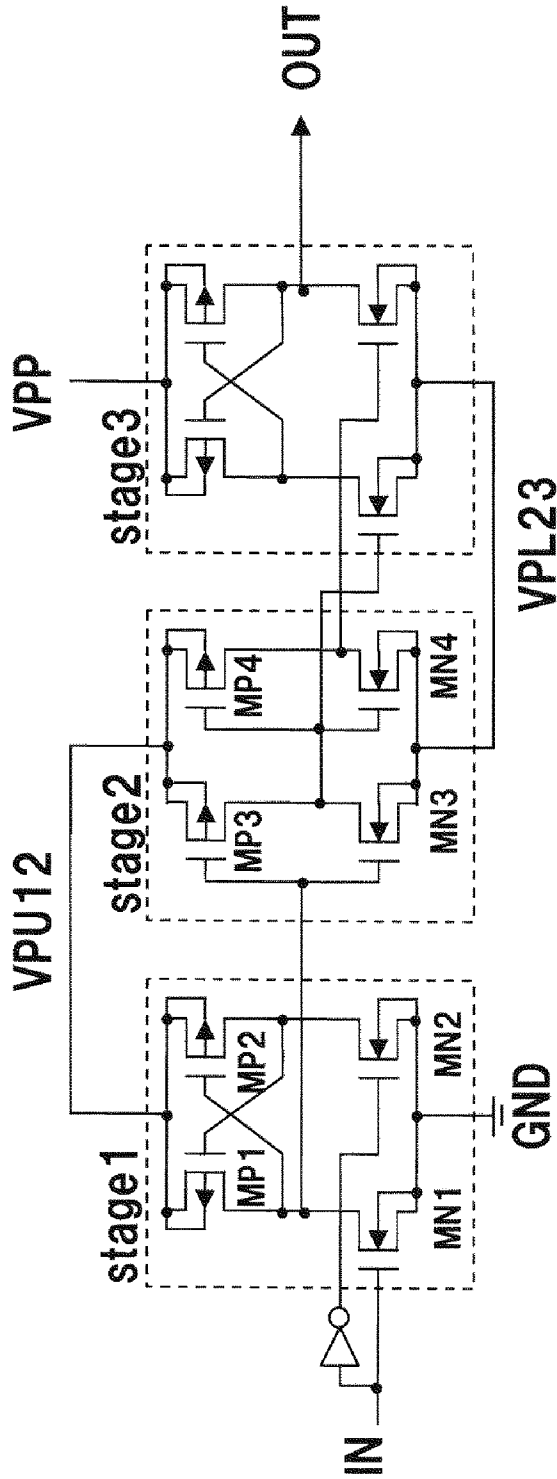 VPU12
VPP
stage1
stage2
stage3
MP1
MP2
MP3
MP4
IN
OUT
MN1
MN2
MN3
MN4
GND
VPL23